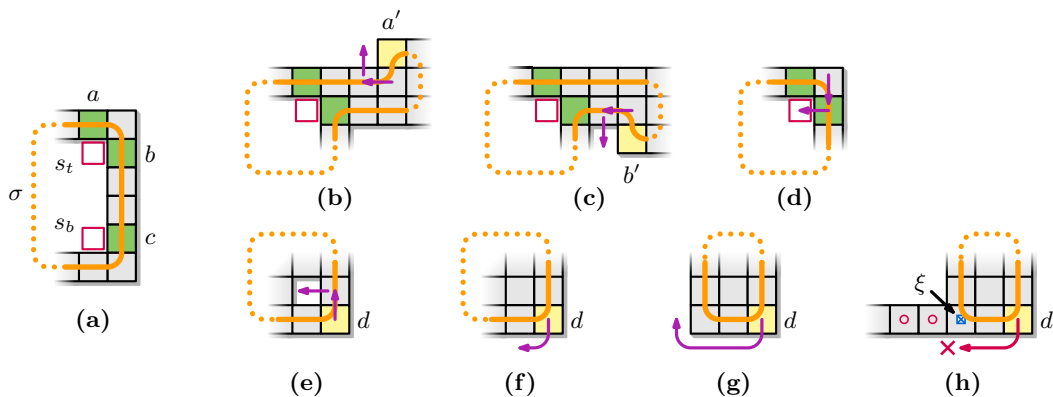 a′
a
b
s_t
σ
s_b
c
(a)
(b)
b′
(c)
(d)
d
(e)
d
(f)
d
(g)
ξ
d
(h)